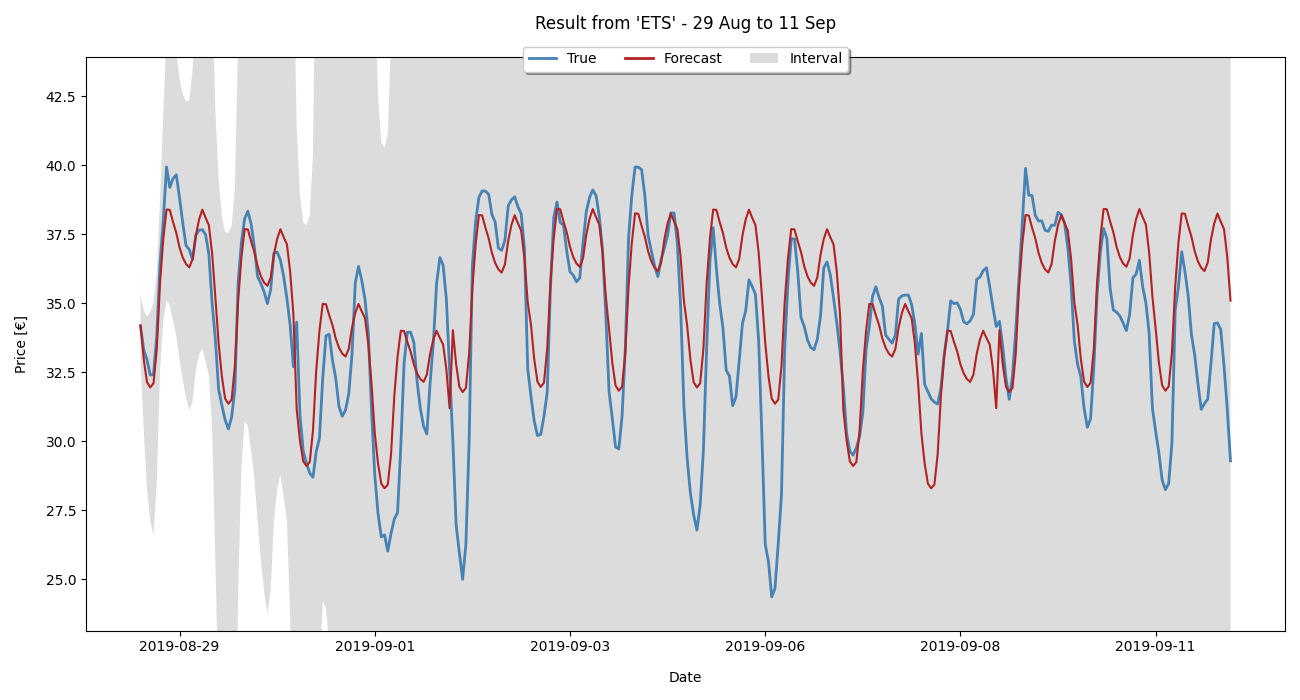 Result from 'ETS' - 29 Aug to 11 Sep
True Forecast Interval
42.5
40.0
37.5
35.0
32.5
30.0
27.5
25.0
Price [€]
2019-08-29 2019-09-01 2019-09-03 2019-09-06 2019-09-08 2019-09-11
Date